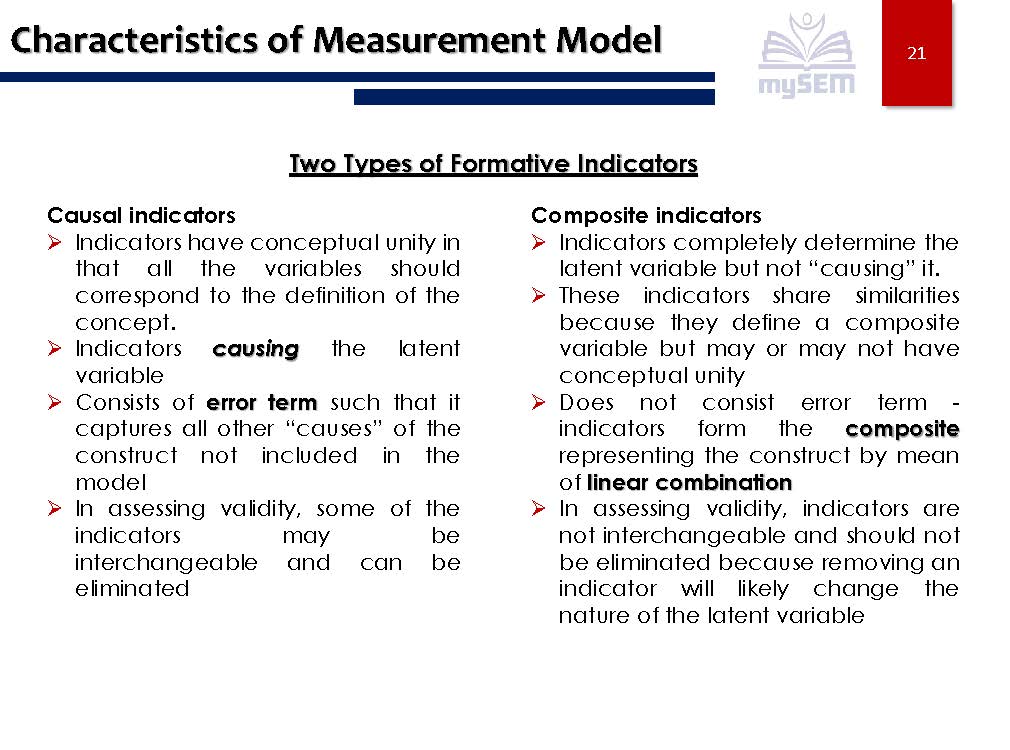 Characteristics of Measurement Model
mySEM
21
Two Types of Formative Indicators
Causal indicators
➢ Indicators have conceptual unity in
that all the variables should
correspond to the definition of the
concept.
➢ Indicators causing the latent
variable
➢ Consists of error term such that it
captures all other “causes” of the
construct not included in the
model
➢ In assessing validity, some of the
indicators may be
interchangeable and can be
eliminated
Composite indicators
➢ Indicators completely determine the
latent variable but not “causing” it.
➢ These indicators share similarities
because they define a composite
variable but may or may not have
conceptual unity
➢ Does not consist error term -
indicators form the composite
representing the construct by mean
of linear combination
➢ In assessing validity, indicators are
not interchangeable and should not
be eliminated because removing an
indicator will likely change the
nature of the latent variable